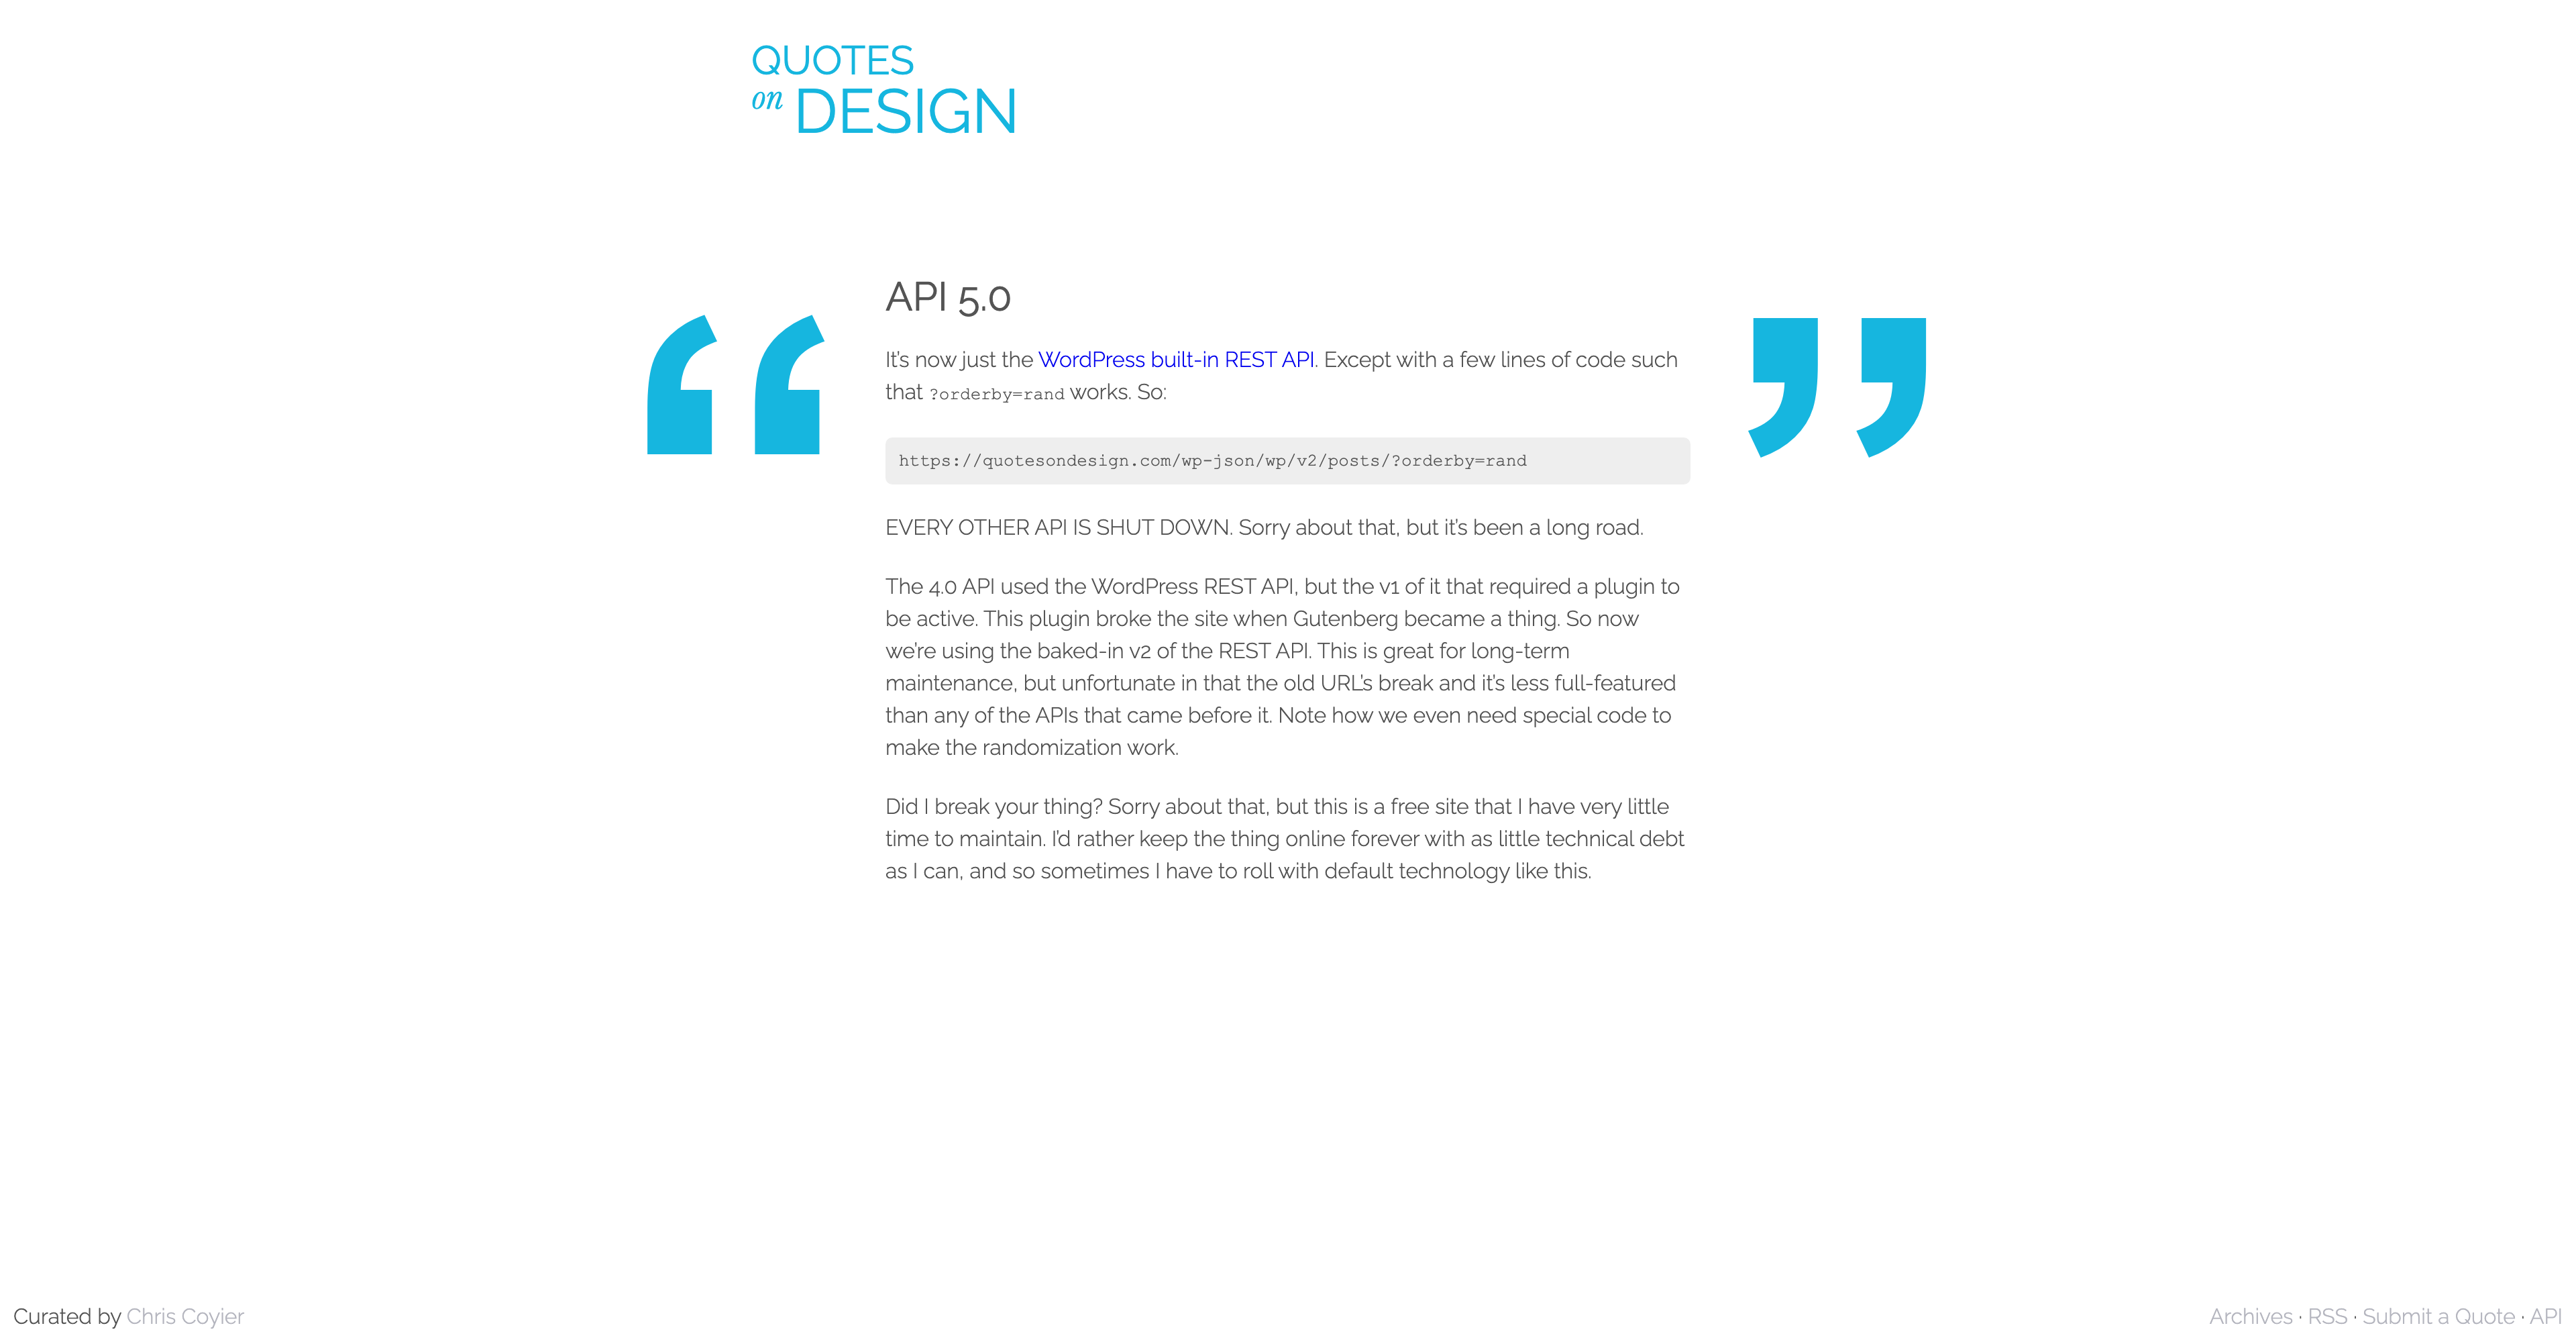 QUOTES
on DESIGN
API 5.0
It’s now just the WordPress built-in REST API. Except with a few lines of code such
that ?orderby=rand works. So:
https://quotesondesign.com/wp-json/wp/v2/posts/?orderby=rand
EVERY OTHER API IS SHUT DOWN. Sorry about that, but it’s been a long road.
The 4.0 API used the WordPress REST API, but the v1 of it that required a plugin to
be active. This plugin broke the site when Gutenberg became a thing. So now
we’re using the baked-in v2 of the REST API. This is great for long-term
maintenance, but unfortunate in that the old URL’s break and it’s less full-featured
than any of the APIs that came before it. Note how we even need special code to
make the randomization work.
Did I break your thing? Sorry about that, but this is a free site that I have very little
time to maintain. I’d rather keep the thing online forever with as little technical debt
as I can, and so sometimes I have to roll with default technology like this.
Curated by Chris Coyier
Archives · RSS · Submit a Quote · API